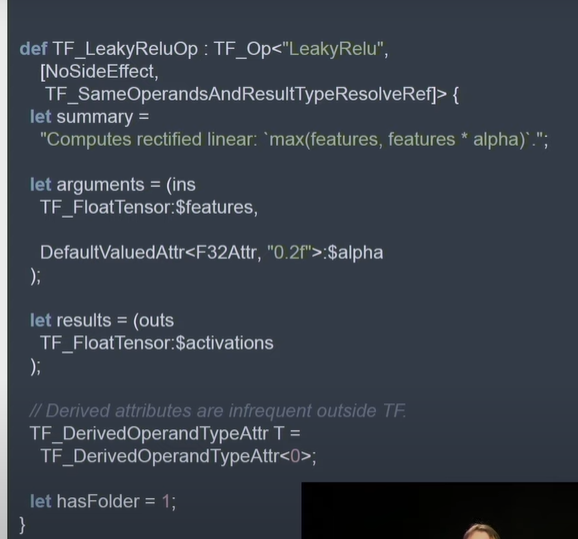 def TF_LeakyReluOp : TF_Op<"LeakyRelu",
[NoSideEffect,
TF_SameOperandsAndResultTypeResolveRef]> {
let summary =
"Computes rectified linear: `max(features, features * alpha)`.";
let arguments = (ins
TF_FloatTensor:$features,
DefaultValuedAttr<F32Attr, "0.2f">:$alpha
);
let results = (outs
TF_FloatTensor:$activations
);
// Derived attributes are infrequent outside TF.
TF_DerivedOperandTypeAttr T =
TF_DerivedOperandTypeAttr<0>;
let hasFolder = 1;
}